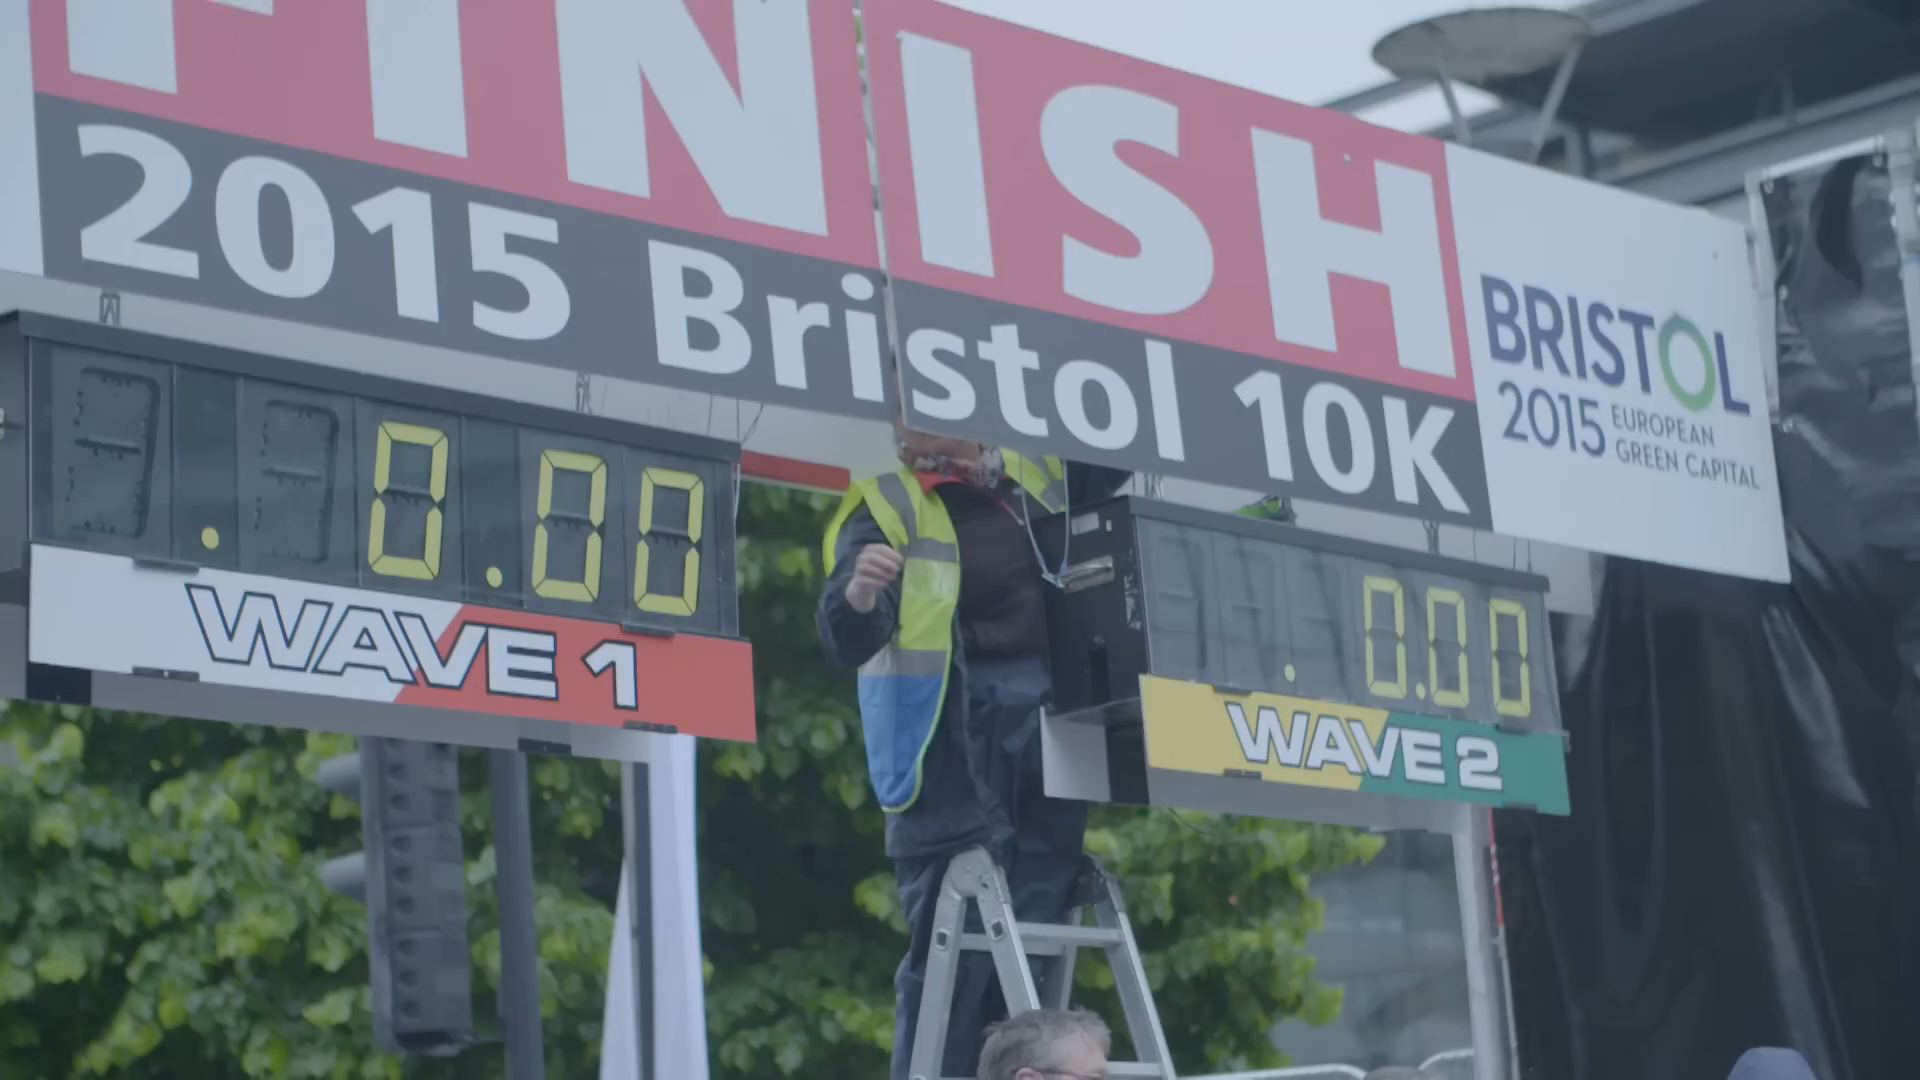 FINISH
2015 Bristol 10K
BRISTOL
2015 EUROPEAN
GREEN CAPITAL
0.00
WAVE 1
0.00
WAVE 2